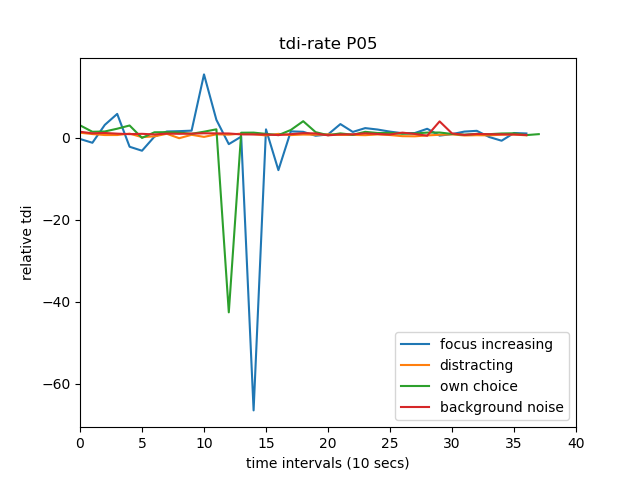 tdi-rate P05
relative tdi
0
−20
−40
−60
focus increasing
distracting
own choice
background noise
0 5 10 15 20 25 30 35 40
time intervals (10 secs)